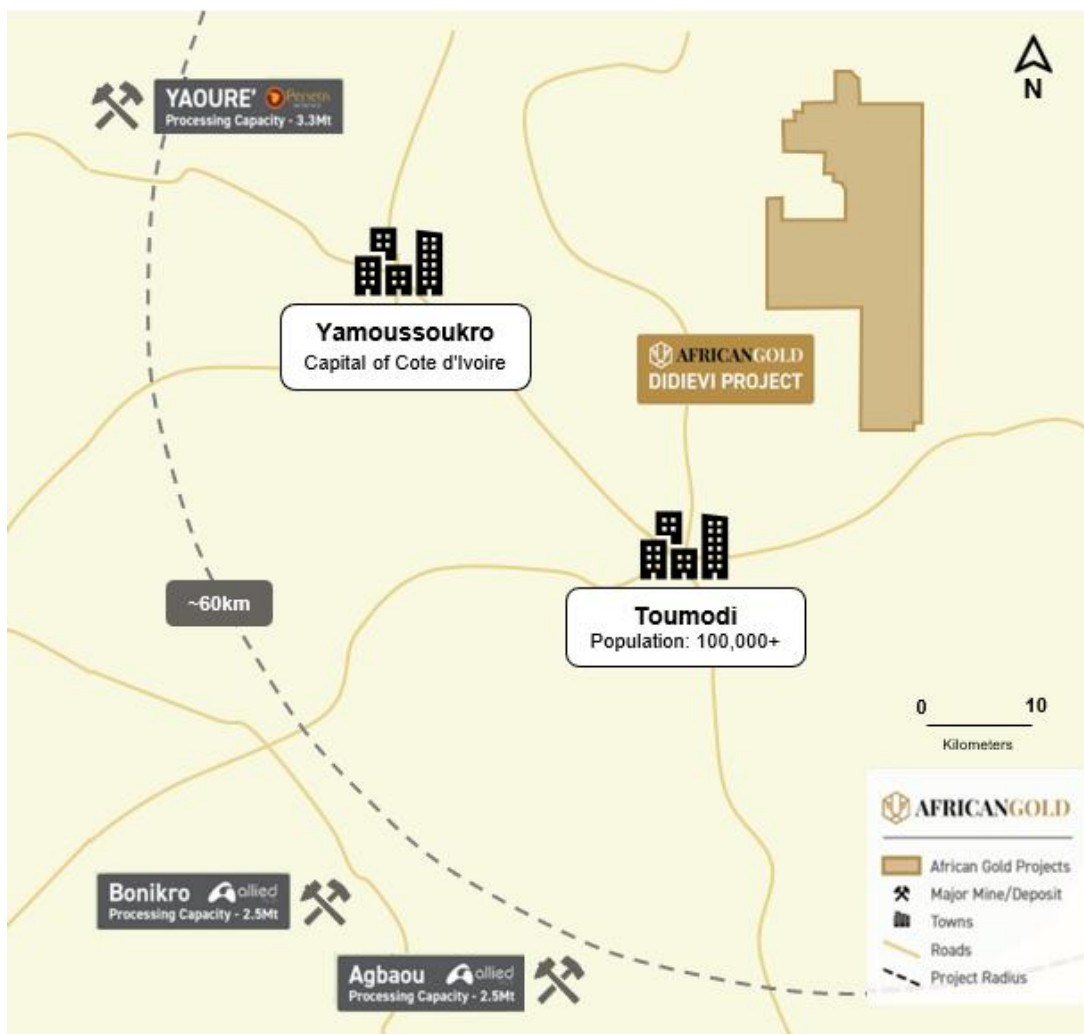 N
YAOURE' Perseus
Processing Capacity - 3.3Mt
Yamoussoukro
Capital of Cote d'Ivoire
AFRICANGOLD
DIDIEVI PROJECT
~60km
Toumodi
Population: 100,000+
0 10
Kilometers
Bonikro allied
Processing Capacity - 2.5Mt
Agbaou allied
Processing Capacity - 2.5Mt
AFRICANGOLD
African Gold Projects
Major Mine/Deposit
Towns
Roads
Project Radius